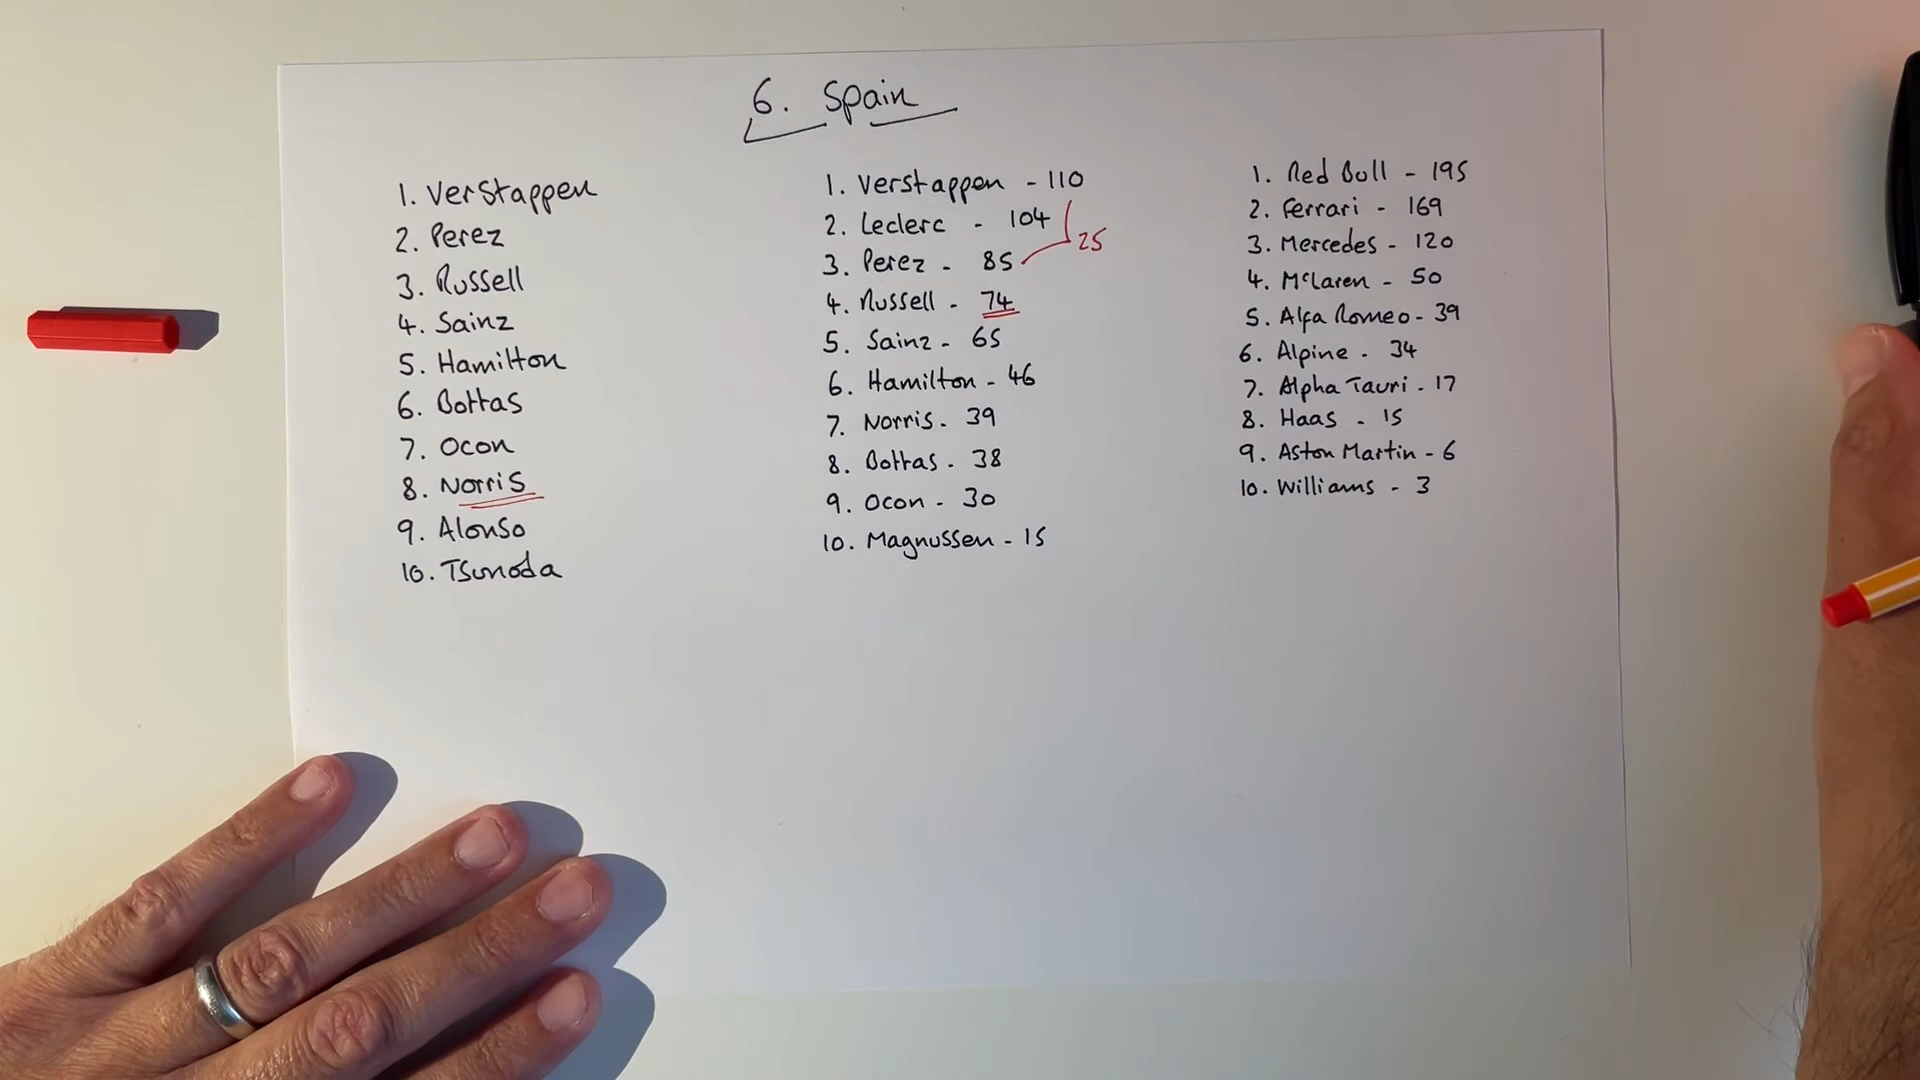 6. Spain
1. Verstappen
2. Perez
3. Russell
4. Sainz
5. Hamilton
6. Bottas
7. Ocon
8. Norris
9. Alonso
10. Tsunoda
1. Verstappen - 110
2. Leclerc - 104
25
3. Perez - 85
4. Russell - 74
5. Sainz - 65
6. Hamilton - 46
7. Norris - 39
8. Bottas - 38
9. Ocon - 30
10. Magnussen - 15
1. Red Bull - 195
2. Ferrari - 169
3. Mercedes - 120
4. McLaren - 50
5. Alfa Romeo - 39
6. Alpine - 34
7. Alpha Tauri - 17
8. Haas - 15
9. Aston Martin - 6
10. Williams - 3